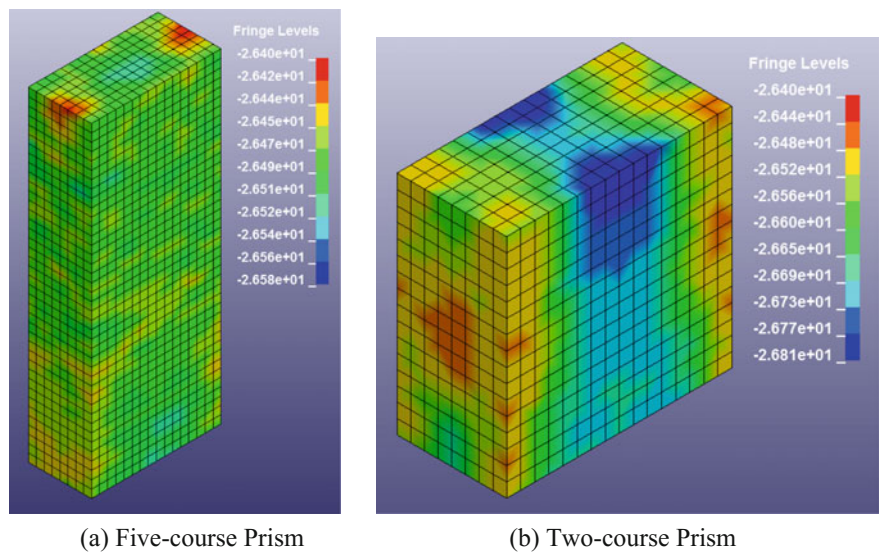 Fringe Levels
-2.640e+01
-2.642e+01
-2.644e+01
-2.645e+01
-2.647e+01
-2.649e+01
-2.651e+01
-2.652e+01
-2.654e+01
-2.656e+01
-2.658e+01
Fringe Levels
-2.640e+01
-2.644e+01
-2.648e+01
-2.652e+01
-2.656e+01
-2.660e+01
-2.665e+01
-2.669e+01
-2.673e+01
-2.677e+01
-2.681e+01
(a) Five-course Prism
(b) Two-course Prism